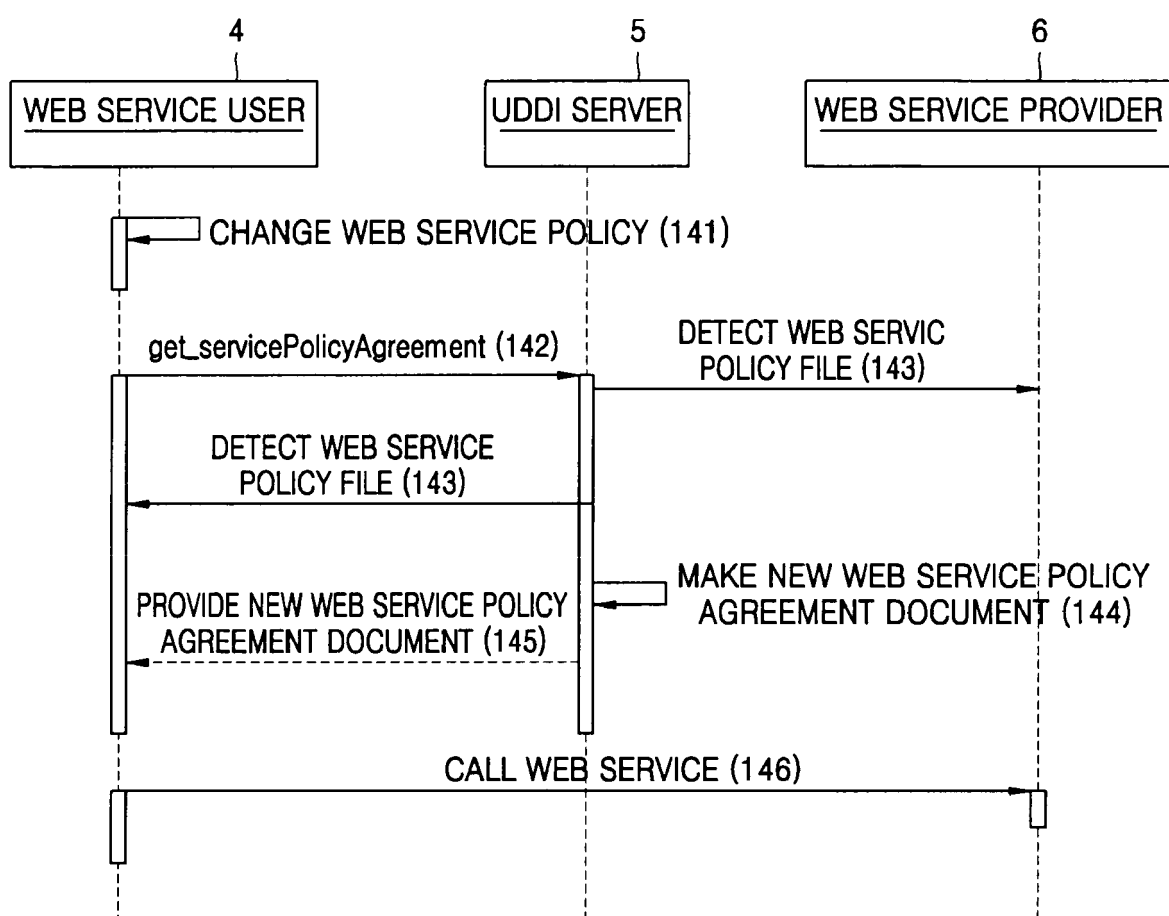 4
5
6
WEB SERVICE USER
UDDI SERVER
WEB SERVICE PROVIDER
CHANGE WEB SERVICE POLICY (141)
get_servicePolicyAgreement (142)
DETECT WEB SERVIC
POLICY FILE (143)
DETECT WEB SERVICE
POLICY FILE (143)
MAKE NEW WEB SERVICE POLICY
AGREEMENT DOCUMENT (144)
PROVIDE NEW WEB SERVICE POLICY
AGREEMENT DOCUMENT (145)
CALL WEB SERVICE (146)